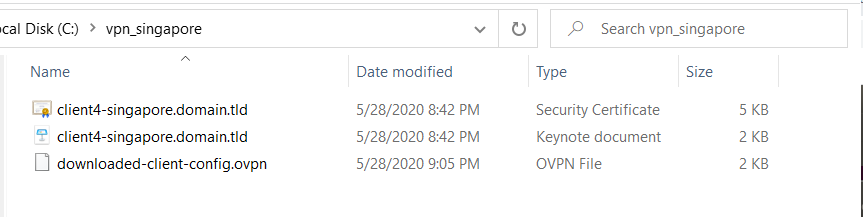 ocal Disk (C:) > vpn_singapore Search vpn_singapore
Name Date modified Type Size
client4-singapore.domain.tld 5/28/2020 8:42 PM Security Certificate 5 KB
client4-singapore.domain.tld 5/28/2020 8:42 PM Keynote document 2 KB
downloaded-client-config.ovpn 5/28/2020 9:05 PM OVPN File 2 KB